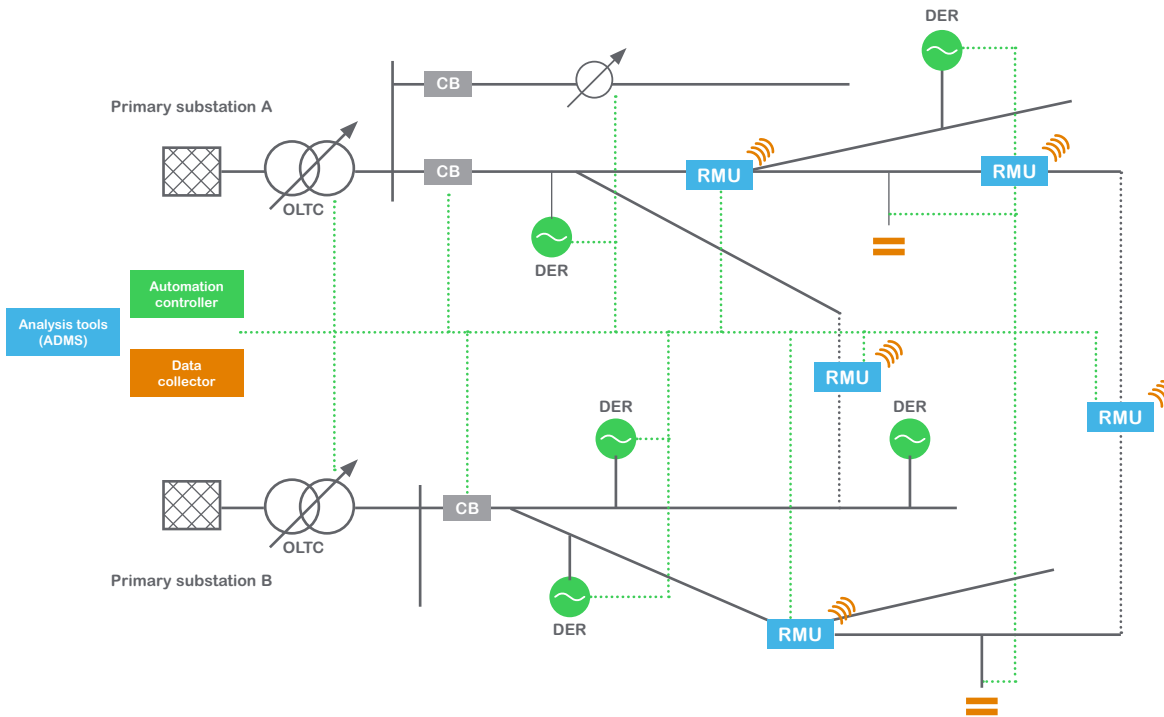 DER
CB
Primary substation A
CB
RMU
RMU
OLTC
DER
Automation
controller
Analysis tools
(ADMS)
Data
collector
RMU
DER
DER
RMU
CB
OLTC
Primary substation B
DER
RMU